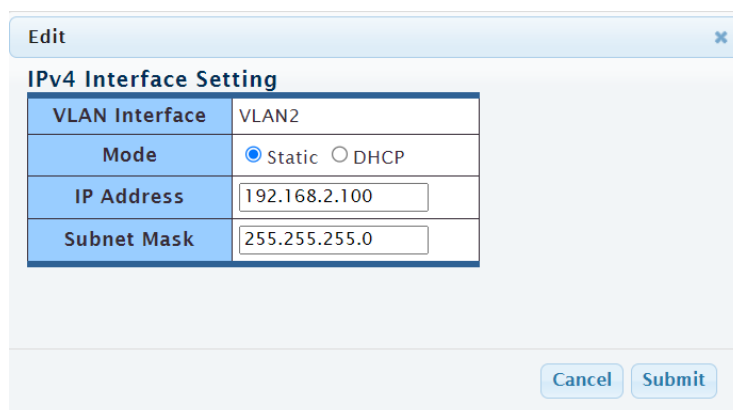 Edit
IPv4 Interface Setting
VLAN Interface VLAN2
Mode Static DHCP
IP Address 192.168.2.100
Subnet Mask 255.255.255.0
Cancel Submit